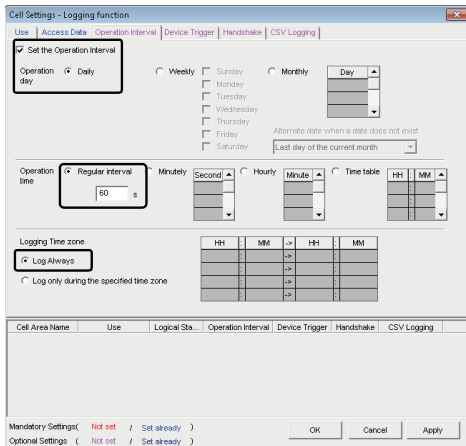 Cell Settings - Logging function
Use Access Data Operation Interval Device Trigger Handshake CSV Logging
Set the Operation Interval
Operation day Daily Weekly Sunday Monthly Day
Monday
Tuesday
Wednesday
Thursday
Friday Alternate date when a date does not exist
Saturday Last day of the current month
Operation time Regular interval Minutely Second Hourly Minute Time table HH : MM
60 s
Logging Time zone HH : MM -> HH : MM
Log Always : -> :
Log only during the specified time zone : -> :
: -> :
: -> :
Cell Area Name Use Logical Sta... Operation Interval Device Trigger Handshake CSV Logging
Mandatory Settings( Not set / Set already ) OK Cancel Apply
Optional Settings ( Not set / Set already )